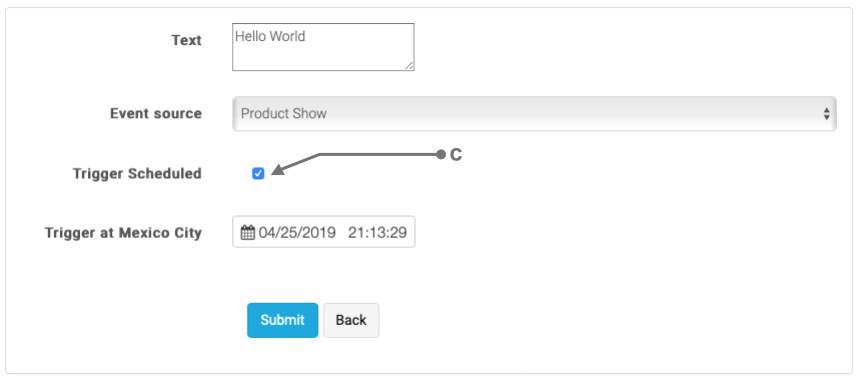 Text Hello World
Event source Product Show
Trigger Scheduled C
Trigger at Mexico City 04/25/2019 21:13:29
Submit Back